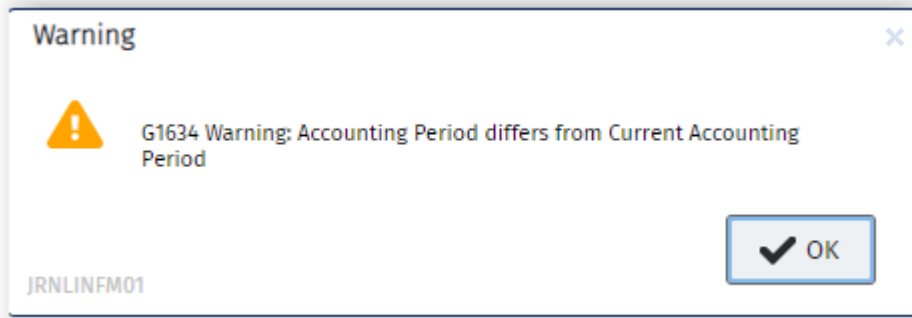 Warning
G1634 Warning: Accounting Period differs from Current Accounting
Period
OK
JRNLINFM01